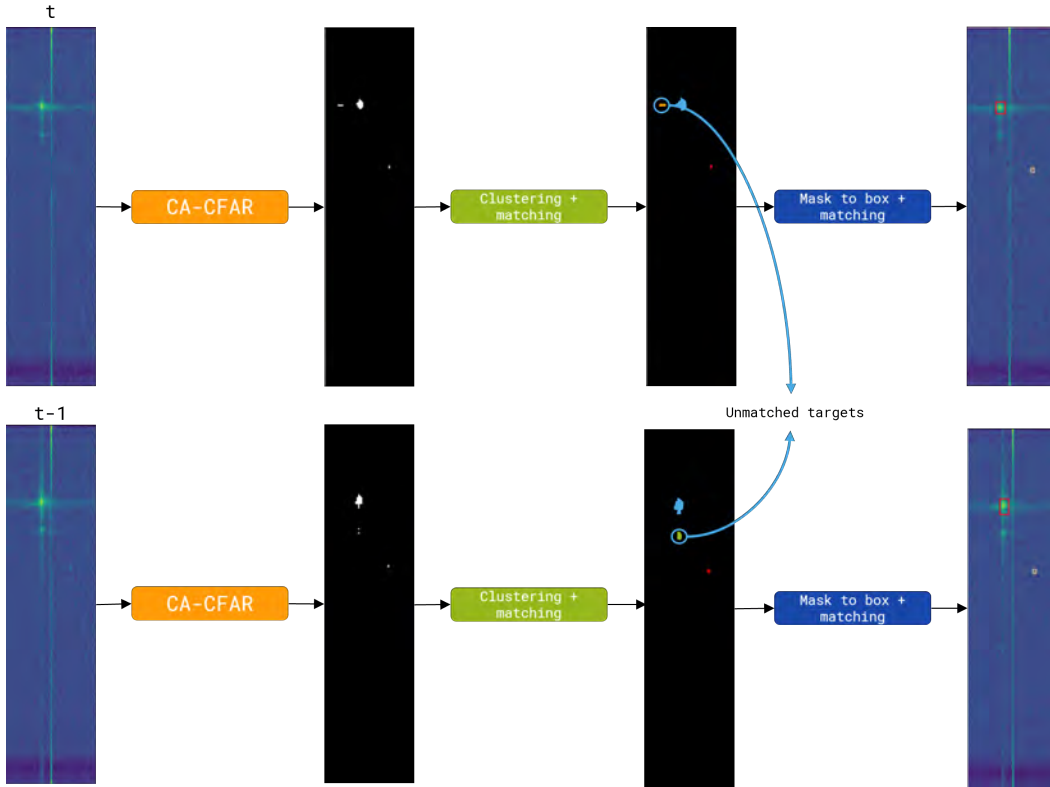 t
CA-CFAR
Clustering +
matching
Mask to box +
matching
Unmatched targets
t-1
CA-CFAR
Clustering +
matching
Mask to box +
matching